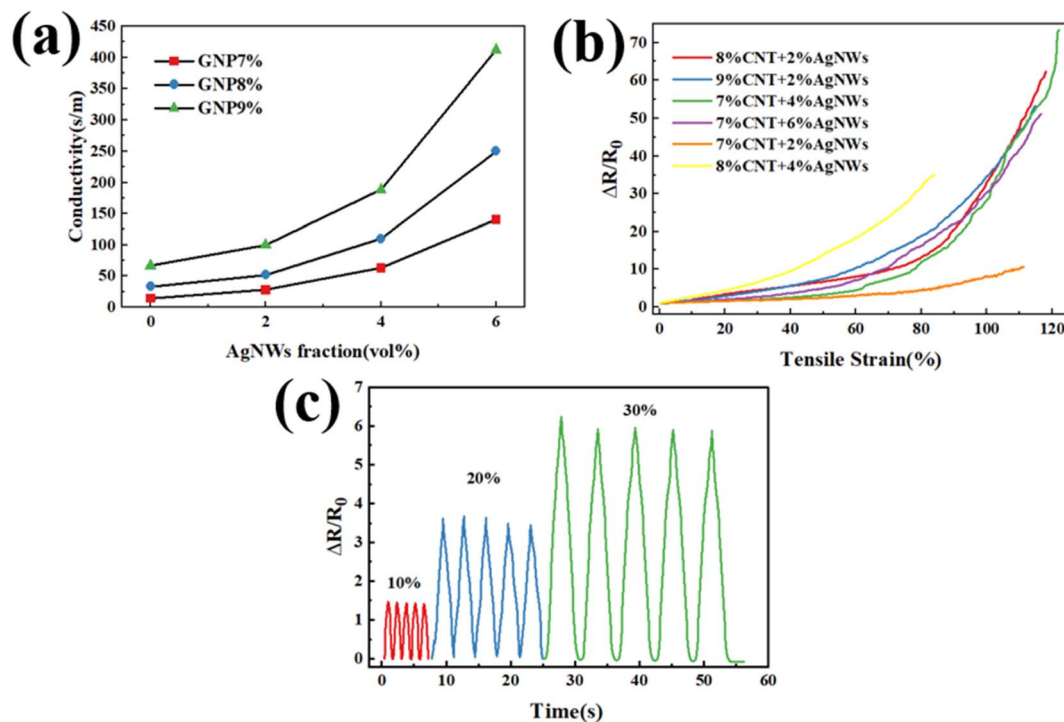 (a)
450
400
350
300
250
200
150
100
50
0
Conductivity(s/m)
GNP7%
GNP8%
GNP9%
0 2 4 6
AgNWs fraction(vol%)
(b)
70
60
50
40
30
20
10
0
ΔR/R0
8%CNT+2%AgNWs
9%CNT+2%AgNWs
7%CNT+4%AgNWs
7%CNT+6%AgNWs
7%CNT+2%AgNWs
8%CNT+4%AgNWs
0 20 40 60 80 100 120
Tensile Strain(%)
(c)
7
6
5
4
3
2
1
0
ΔR/R0
10%
20%
30%
0 10 20 30 40 50 60
Time(s)